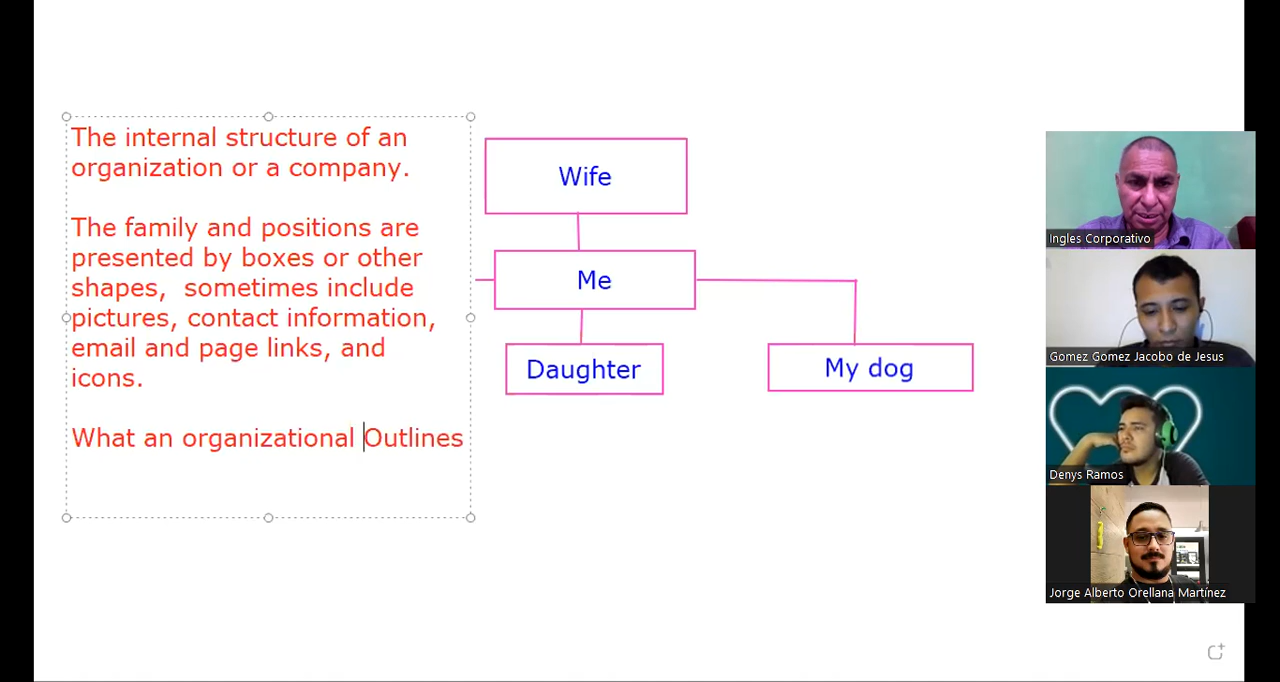 The internal structure of an
organization or a company.
The family and positions are
presented by boxes or other
shapes,  sometimes include
pictures, contact information,
email and page links, and
icons.
What an organizational Outlines
Wife
Me
Daughter
My dog
Ingles Corporativo
Gomez Gomez Jacobo de Jesus
Denys Ramos
Jorge Alberto Orellana Martínez